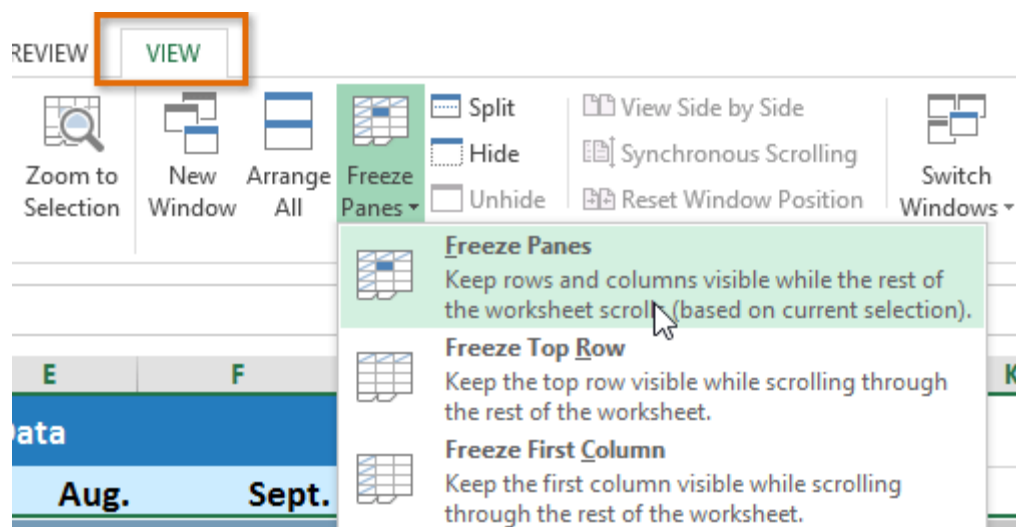 REVIEW VIEW
Split View Side by Side
Hide Synchronous Scrolling
Zoom to New Arrange Freeze Switch
Selection Window All Panes Unhide Reset Window Position Windows
Freeze Panes
Keep rows and columns visible while the rest of
the worksheet scrolls (based on current selection).
Freeze Top Row
Keep the top row visible while scrolling through
the rest of the worksheet.
Freeze First Column
Keep the first column visible while scrolling
through the rest of the worksheet.
E F K
ata
Aug. Sept.